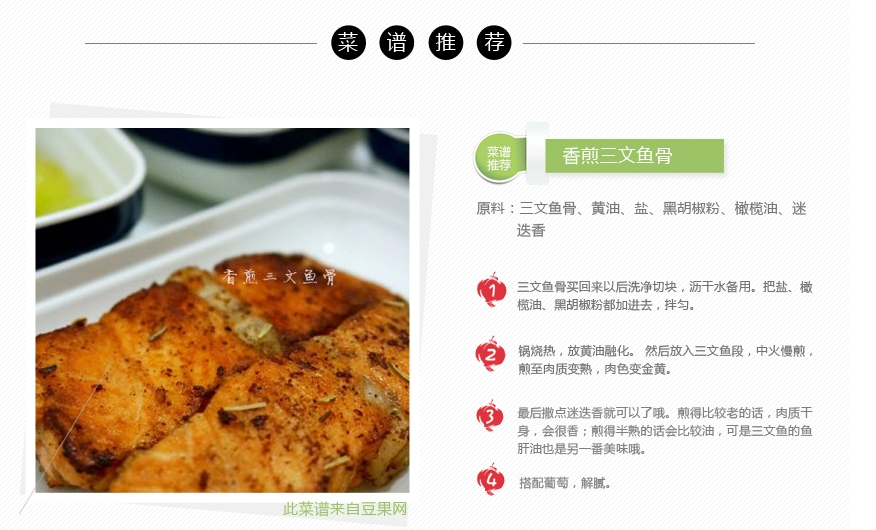 菜谱推荐
香煎三文鱼骨
此菜谱来自豆果网
菜谱
推荐
香煎三文鱼骨
原料：三文鱼骨、黄油、盐、黑胡椒粉、橄榄油、迷
迭香
1
三文鱼骨买回来以后洗净切块，沥干水备用。把盐、橄
榄油、黑胡椒粉都加进去，拌匀。
2
锅烧热，放黄油融化。 然后放入三文鱼段，中火慢煎，
煎至肉质变熟，肉色变金黄。
3
最后撒点迷迭香就可以了哦。煎得比较老的话，肉质干
身，会很香；煎得半熟的话会比较油，可是三文鱼的鱼
肝油也是另一番美味哦。
4
搭配葡萄，解腻。